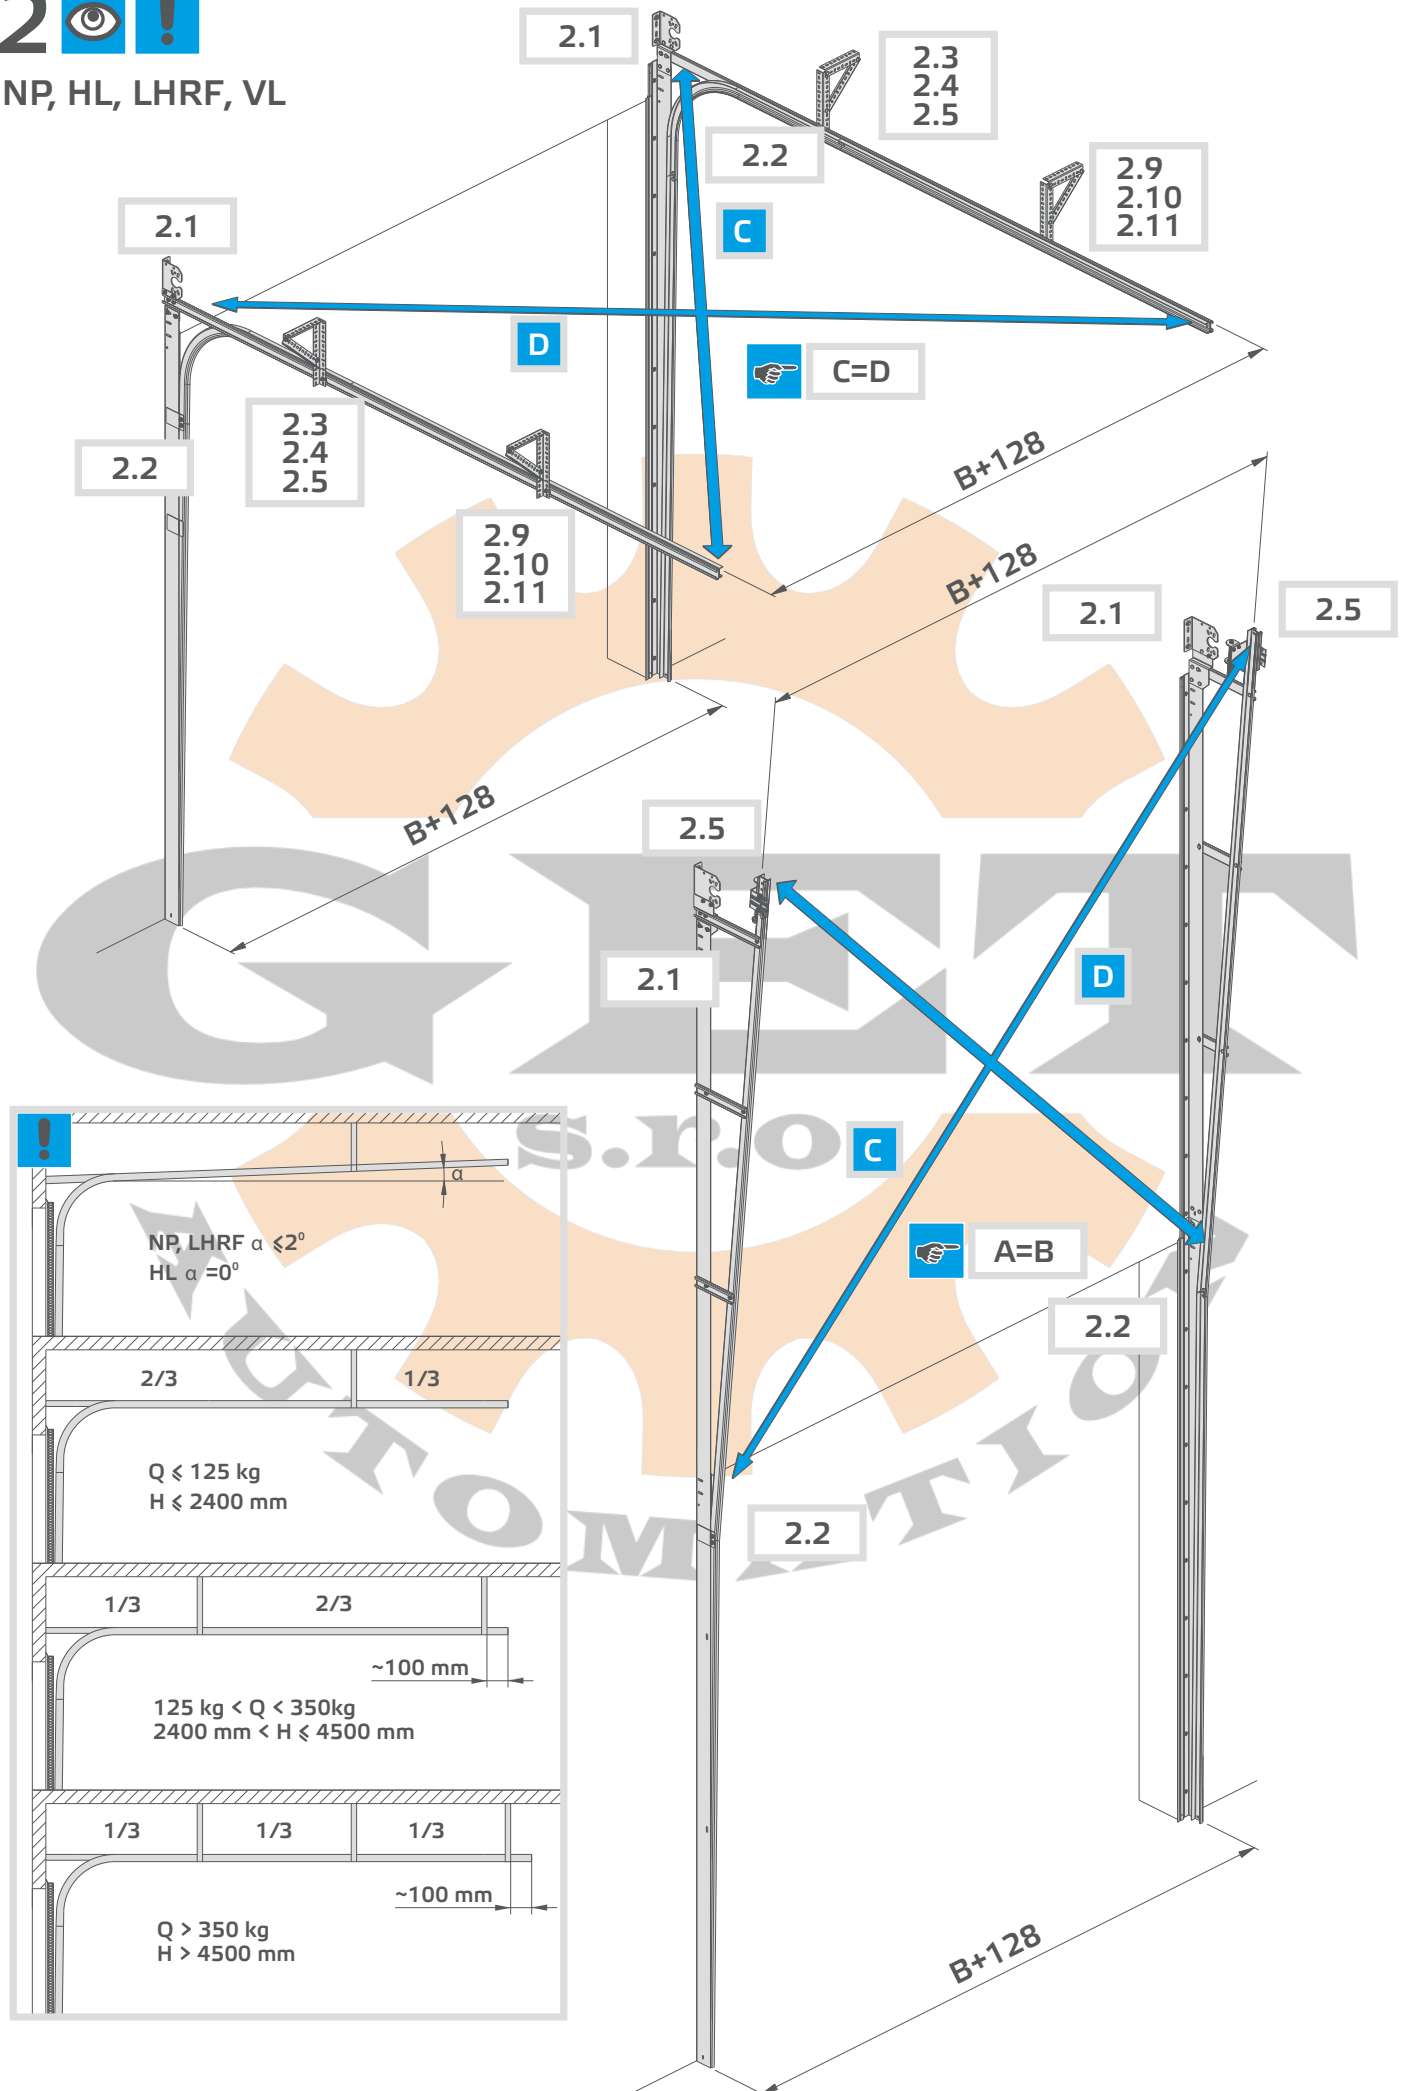 2
NP, HL, LHRF, VL
2.1
2.3
2.4
2.5
2.2
2.9
2.10
2.11
C
2.1
D
C=D
2.3
2.4
2.5
2.2
2.9
2.10
2.11
B+128
B+128
B+128
2.1
2.5
2.5
2.1
D
C
A=B
2.2
2.2
B+128
!
α
NP, LHRF α ⩽2⁰
HL α =0⁰
2/3 1/3
Q ⩽ 125 kg
H ⩽ 2400 mm
1/3 2/3
~100 mm
125 kg < Q < 350kg
2400 mm < H ⩽ 4500 mm
1/3 1/3 1/3
~100 mm
Q > 350 kg
H > 4500 mm
GET
s.r.o
AUTOMATION